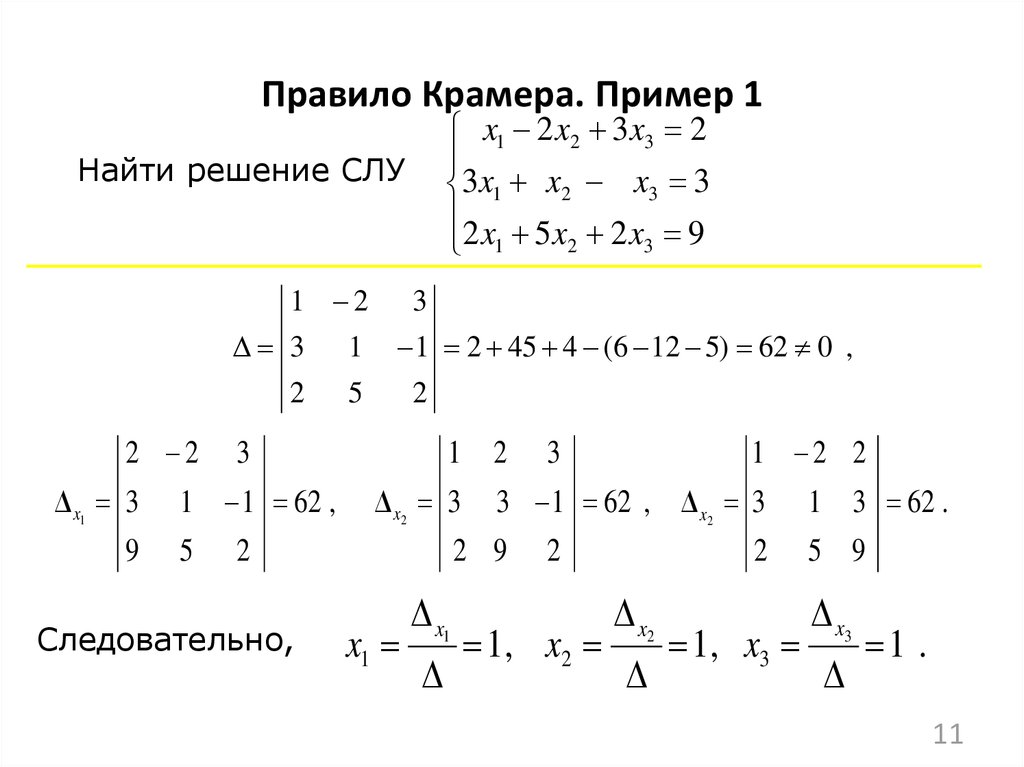 Правило Крамера. Пример 1
Найти решение СЛУ
x₁ − 2x₂ + 3x₃ = 2
3x₁ + x₂ − x₃ = 3
2x₁ + 5x₂ + 2x₃ = 9
1 −2 3
Δ = 3 1 −1 = 2 + 45 + 4 − (6 −12 − 5) = 62 ≠ 0 ,
2 5 2
2 −2 3
Δx₁ = 3 1 −1 = 62 ,
9 5 2
1 2 3
Δx₂ = 3 3 −1 = 62 ,
2 9 2
1 −2 2
Δx₂ = 3 1 3 = 62 .
2 5 9
Следовательно, x₁ = Δx₁/Δ = 1, x₂ = Δx₂/Δ = 1, x₃ = Δx₃/Δ = 1 .
11